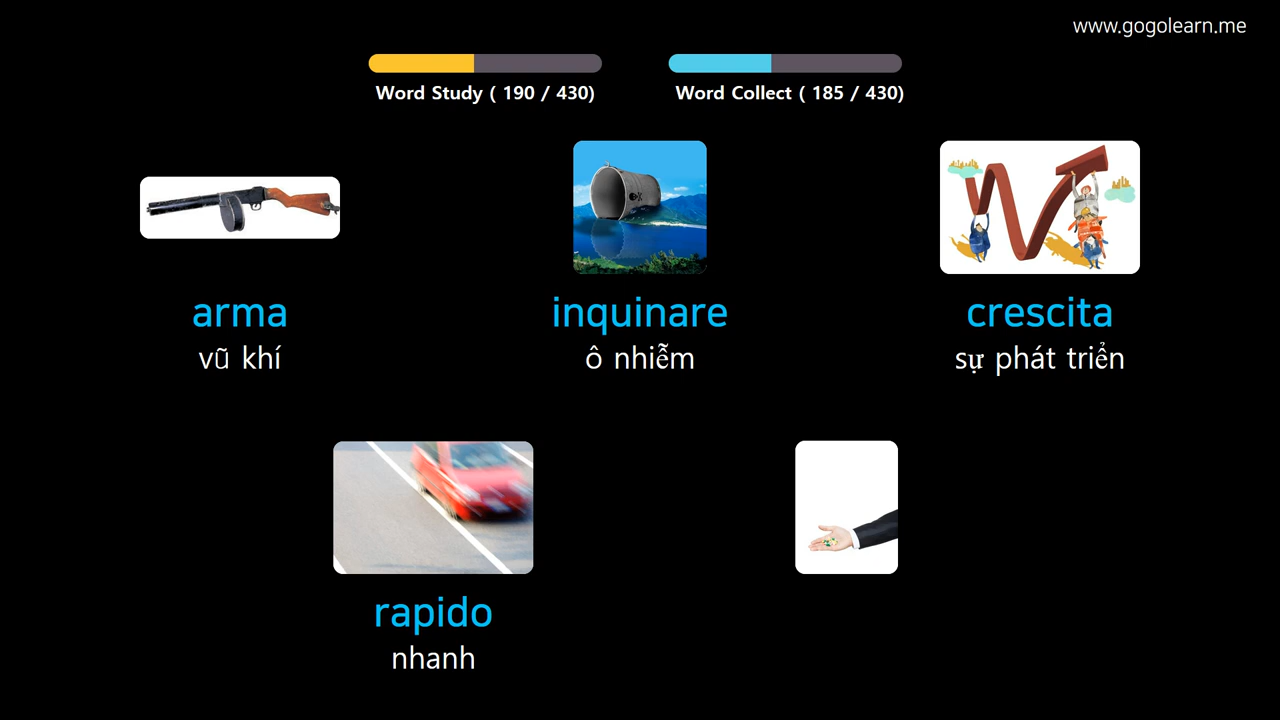 www.gogolearn.me
Word Study ( 190 / 430)
Word Collect ( 185 / 430)
arma
vũ khí
inquinare
ô nhiễm
crescita
sự phát triển
rapido
nhanh